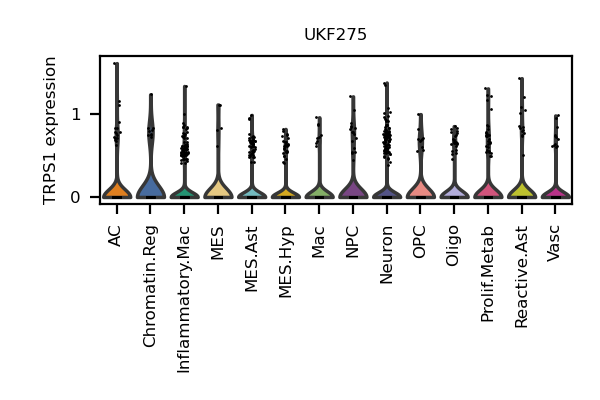 UKF275
TRPS1 expression
1
0
AC
Chromatin.Reg
Inflammatory.Mac
MES
MES.Ast
MES.Hyp
Mac
NPC
Neuron
OPC
Oligo
Prolif.Metab
Reactive.Ast
Vasc